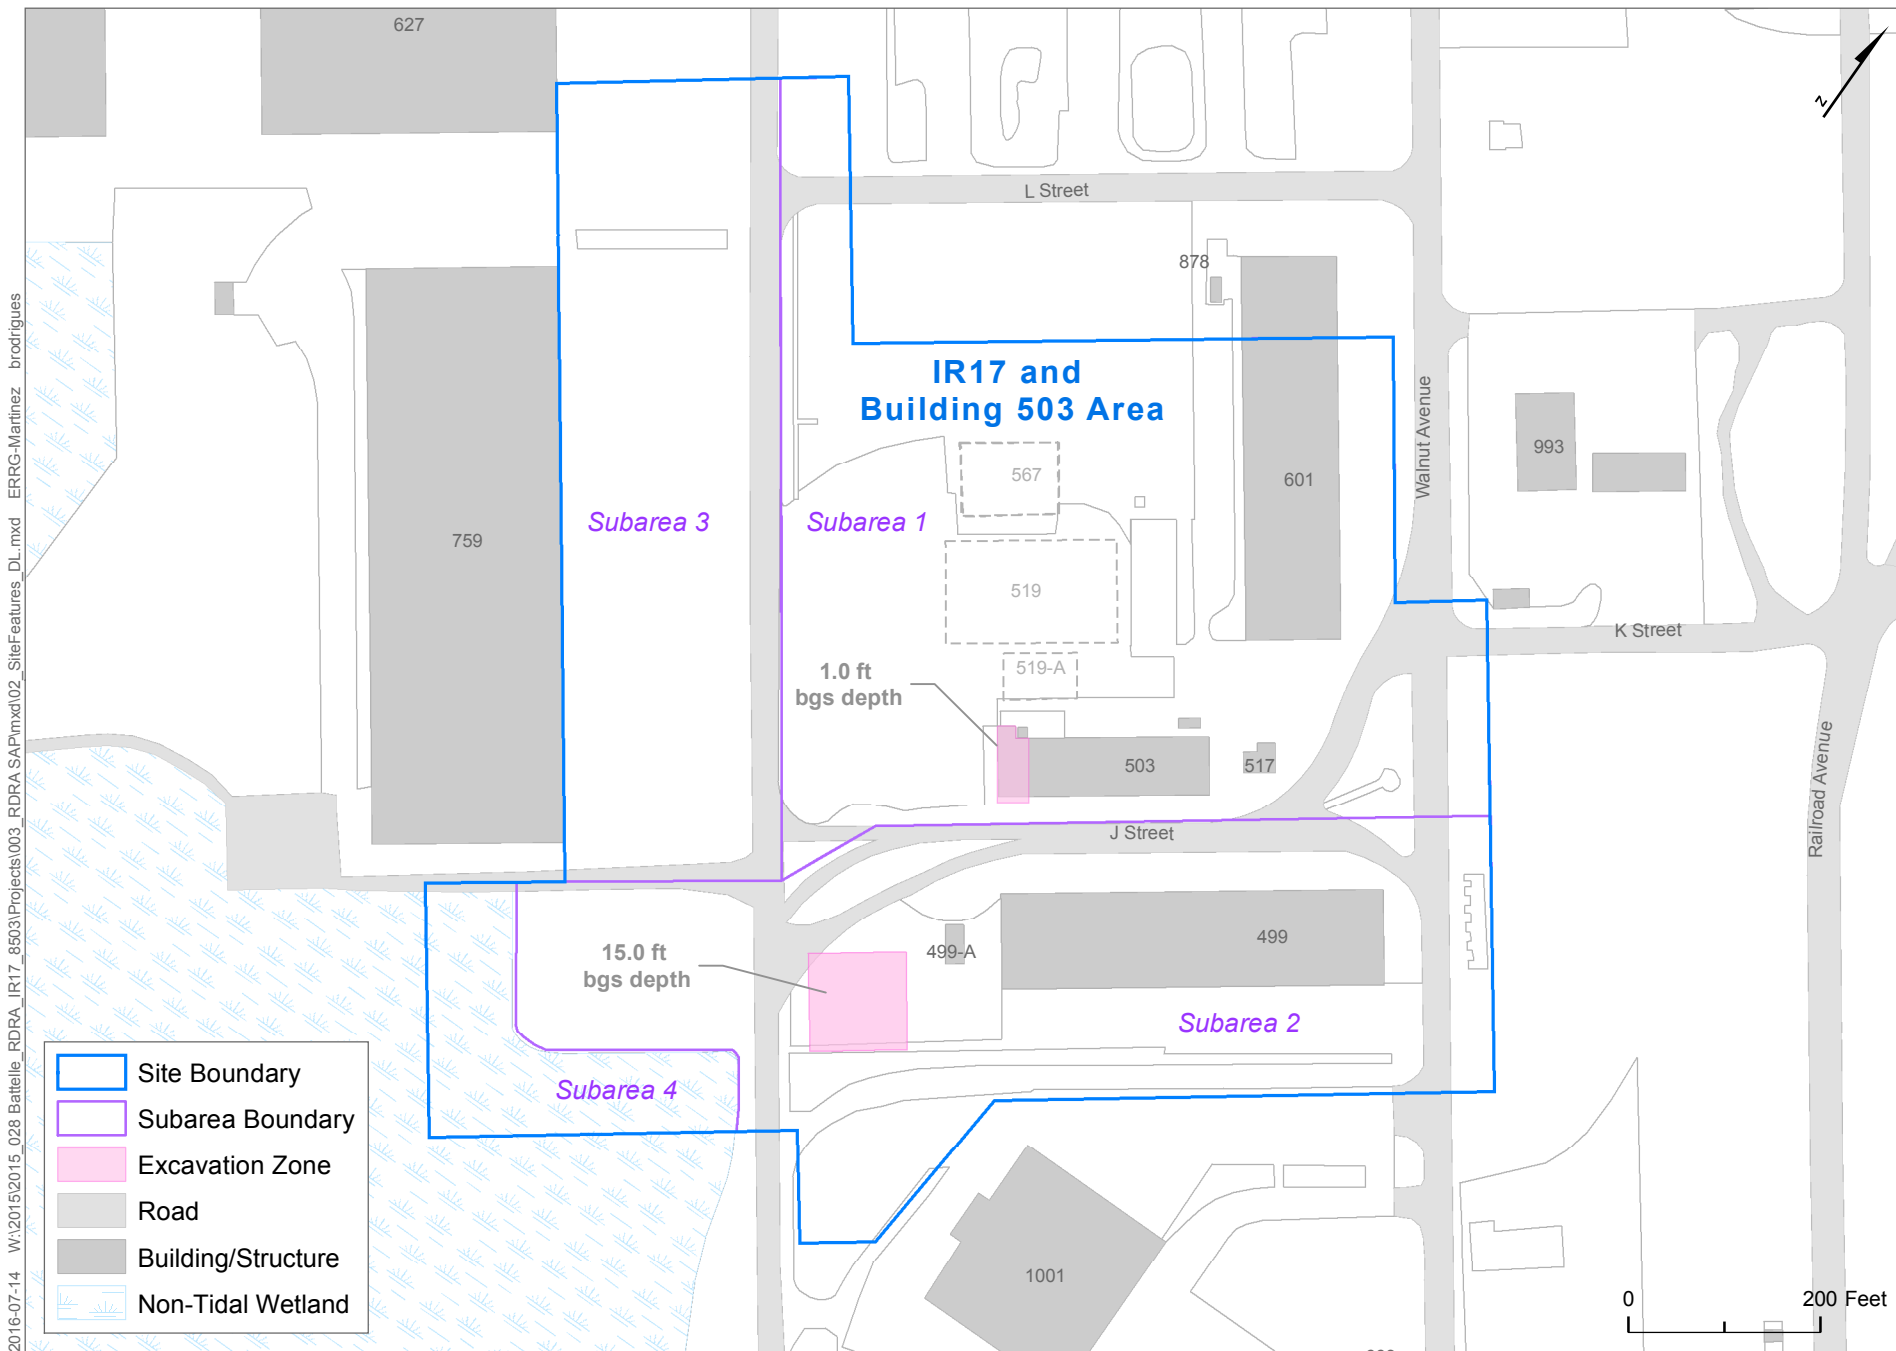 627
L Street
878
IR17 and
Building 503 Area
Walnut Avenue
567
993
601
Subarea 3
Subarea 1
759
519
K Street
519-A
1.0 ft
bgs depth
503
517
J Street
Railroad Avenue
499
499-A
15.0 ft
bgs depth
Subarea 2
Subarea 4
1001
Site Boundary
Subarea Boundary
Excavation Zone
Road
Building/Structure
Non-Tidal Wetland
0 200 Feet
N
2016-07-14 W:\2015\2015_028 Battelle_RDRA_IR17_B503\Projects\003_RDRA SAP\mxd\02_SiteFeatures_DL.mxd ERRG-Martinez brodrigues